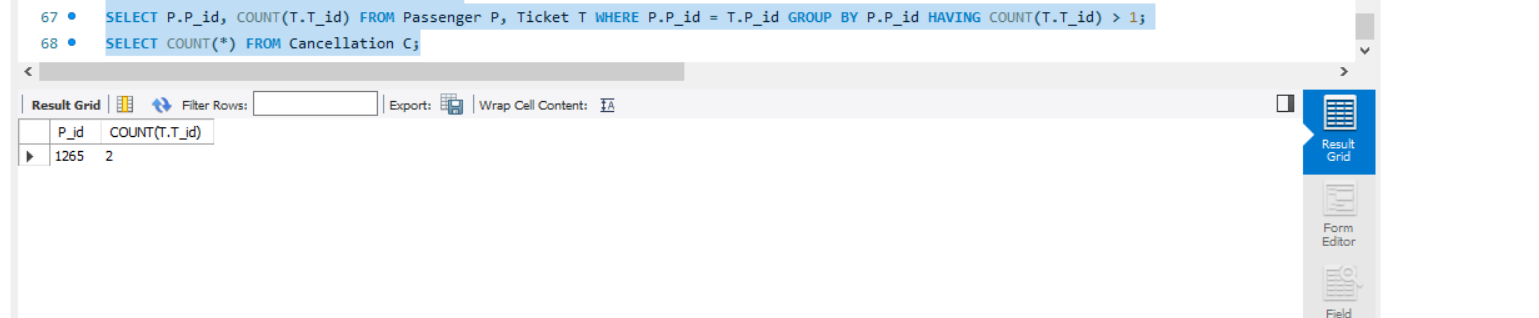 67 SELECT P.P_id, COUNT(T.T_id) FROM Passenger P, Ticket T WHERE P.P_id = T.P_id GROUP BY P.P_id HAVING COUNT(T.T_id) > 1;
68 SELECT COUNT(*) FROM Cancellation C;
Result Grid Filter Rows: Export: Wrap Cell Content: IA
P_id COUNT(T.T_id)
1265 2
Result
Grid
Form
Editor
Field